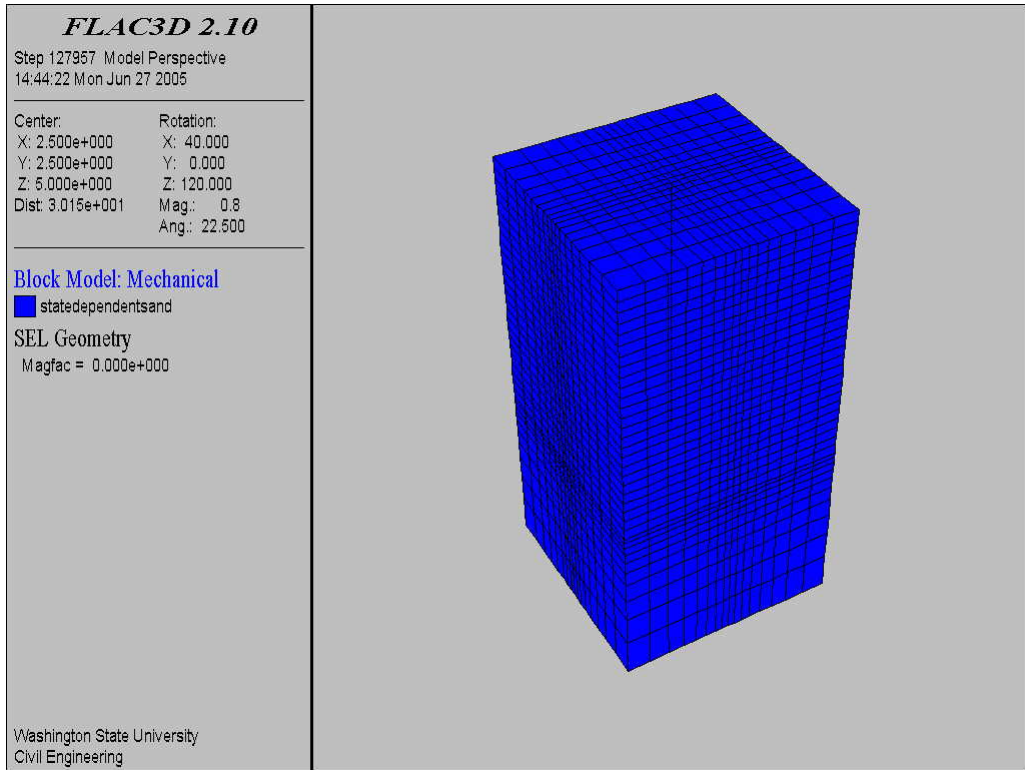 FLAC3D 2.10
Step 127957 Model Perspective
14:44:22 Mon Jun 27 2005
Center: Rotation:
X: 2.500e+000 X: 40.000
Y: 2.500e+000 Y: 0.000
Z: 5.000e+000 Z: 120.000
Dist: 3.015e+001 Mag.: 0.8
Ang.: 22.500
Block Model: Mechanical
statedependentsand
SEL Geometry
Magfac = 0.000e+000
Washington State University
Civil Engineering